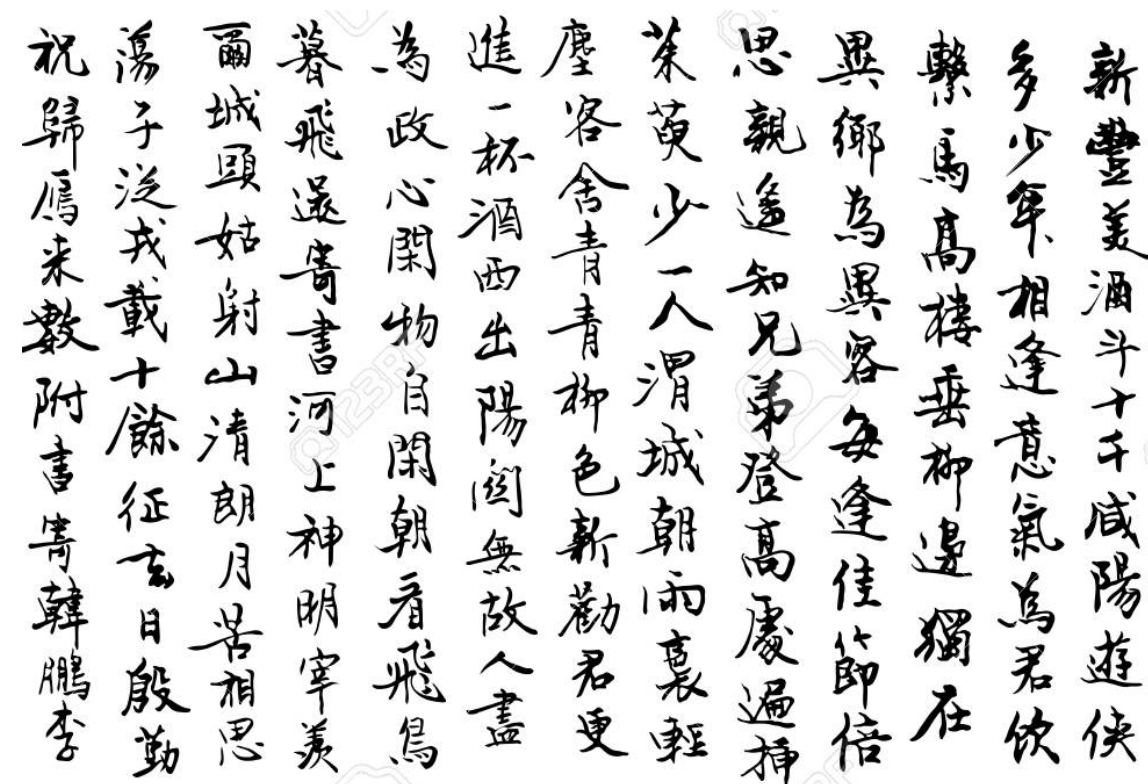 新豐美酒斗十千咸陽遊侠
多少年相逢意氣為君饮
繫馬高樓垂柳邊獨在
異鄉為異客每逢佳節倍
思親遙知兄弟登高處遍插
茱萸少一人渭城朝雨裛輕
塵客舍青青柳色新勸君更
進一杯酒西出陽関無故人盡
為政心閑物自閑朝看飛鳥
暮飛還寄書河上神明宰羨
爾城頭姑射山清朗月苦相思
蕩子從戎載十餘征去日殷勤
祝歸鴈来數附書寄韓鵬李